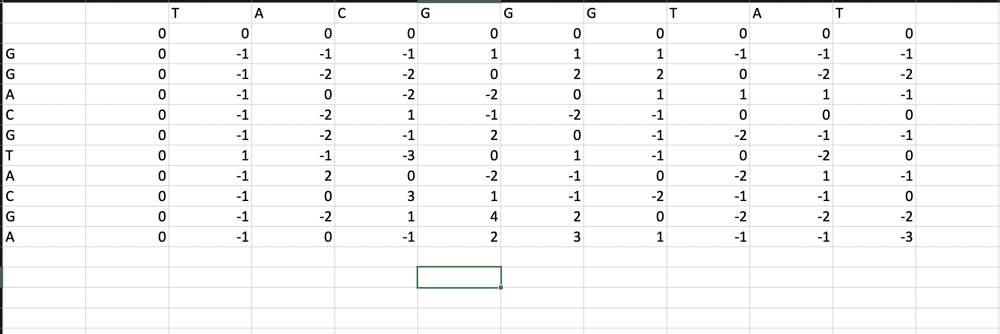 T A C G G G T A T
0 0 0 0 0 0 0 0 0 0
G 0 -1 -1 -1 1 1 1 -1 -1 -1
G 0 -1 -2 -2 0 2 2 0 -2 -2
A 0 -1 0 -2 -2 0 1 1 1 -1
C 0 -1 -2 1 -1 -2 -1 0 0 0
G 0 -1 -2 -1 2 0 -1 -2 -1 -1
T 0 1 -1 -3 0 1 -1 0 -2 0
A 0 -1 2 0 -2 -1 0 -2 1 -1
C 0 -1 0 3 1 -1 -2 -1 -1 0
G 0 -1 -2 1 4 2 0 -2 -2 -2
A 0 -1 0 -1 2 3 1 -1 -1 -3